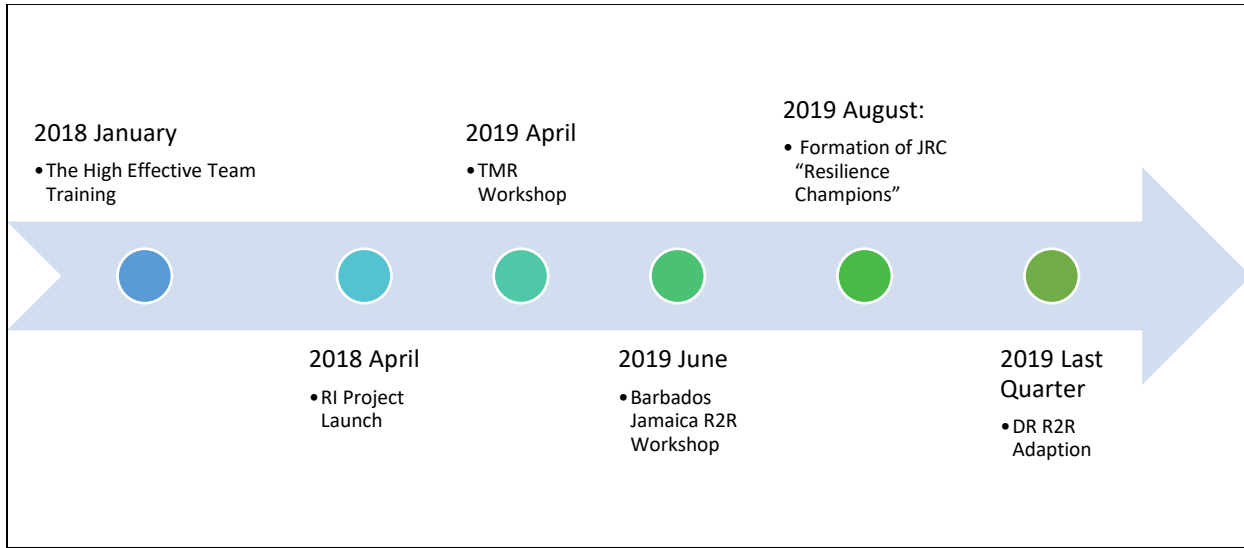 2018 January
•The High Effective Team
Training
2018 April
•RI Project
Launch
2019 April
•TMR
Workshop
2019 June
•Barbados
Jamaica R2R
Workshop
2019 August:
• Formation of JRC
“Resilience
Champions”
2019 Last
Quarter
•DR R2R
Adaption